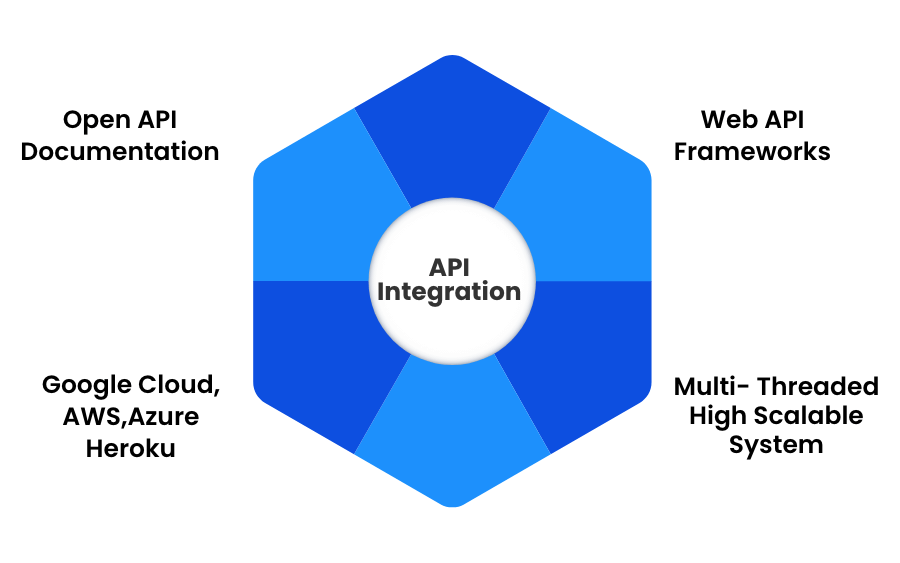 Open API
Documentation
Web API
Frameworks
API
Integration
Google Cloud,
AWS,Azure
Heroku
Multi- Threaded
High Scalable
System